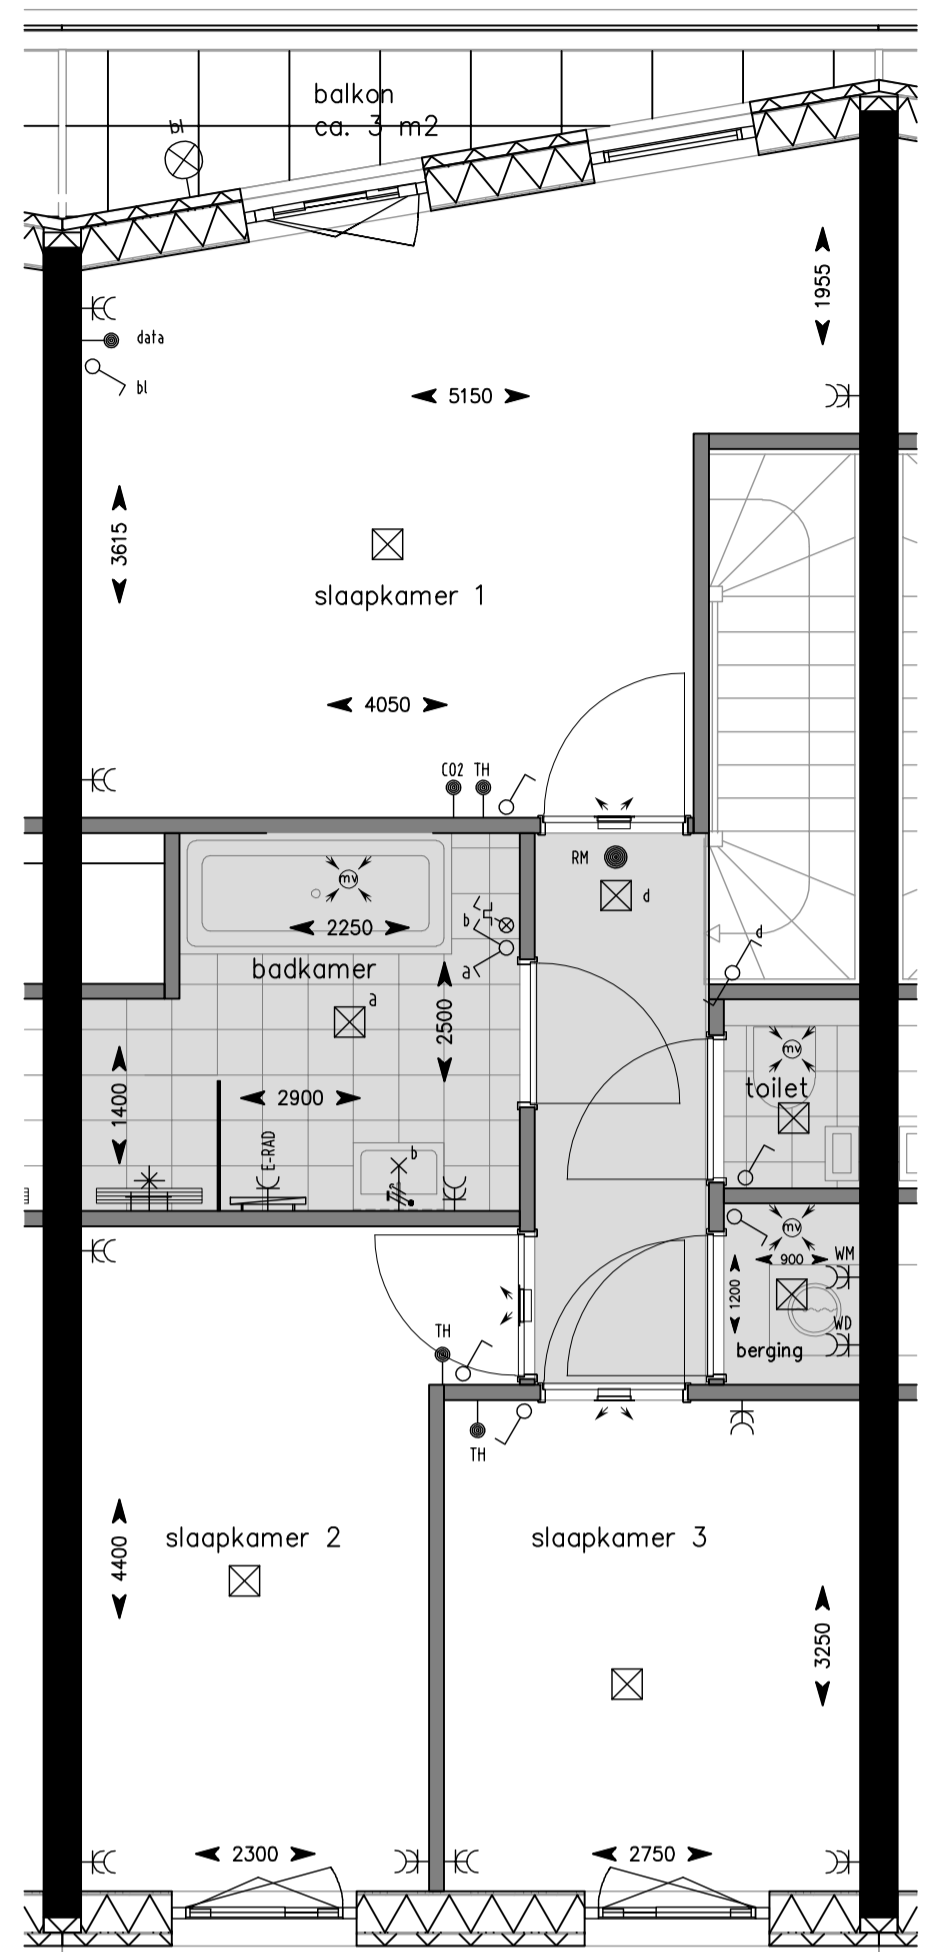 balkon
ca. 3 m2
bl
1955
data
bl
5150
3615
slaapkamer 1
4050
CO2 TH
RM
d
mv
2250
b
badkamer
a
d
a
2500
mv
toilet
1400
2900
E-RAD
b
mv
WM
900
1200
WD
berging
TH
TH
slaapkamer 2
slaapkamer 3
4400
3250
2300
2750